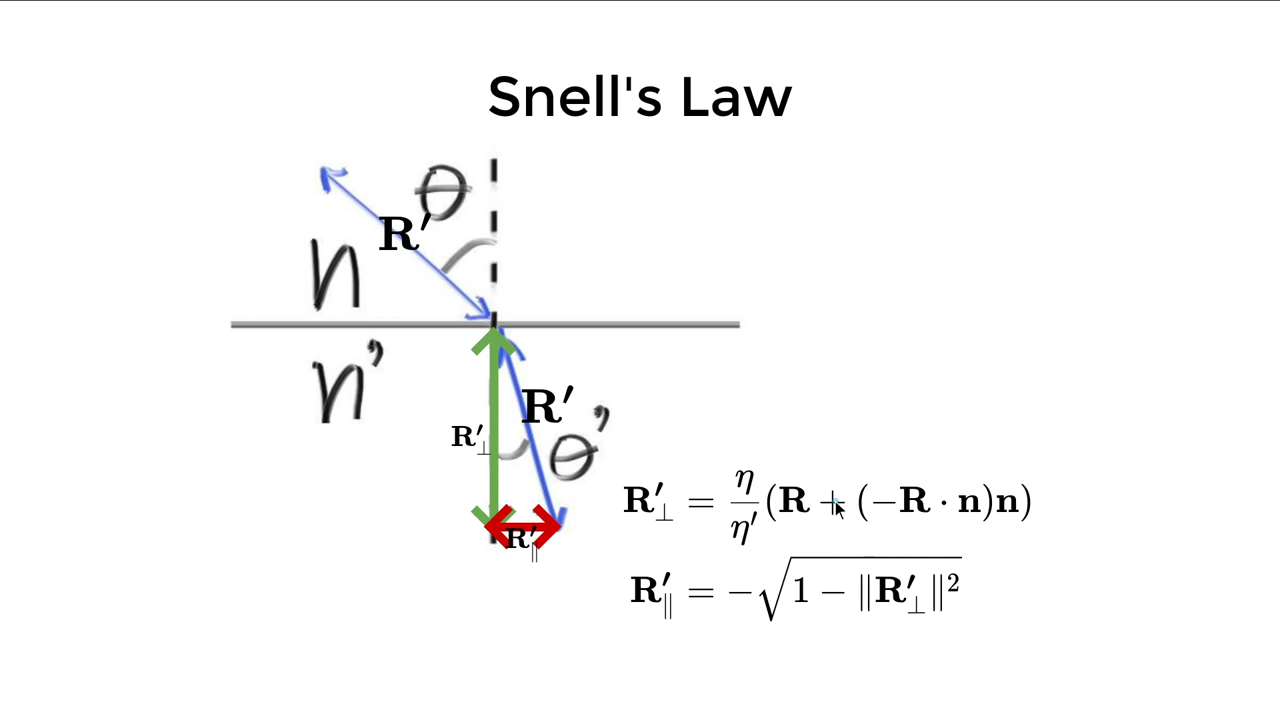 Snell's Law
θ
R′
n
n'
R′
R′⊥
θ'
R′⊥ = η/η′ (R + (−R · n)n)
R′∥
R′∥ = −√(1 − ‖R′⊥‖²)